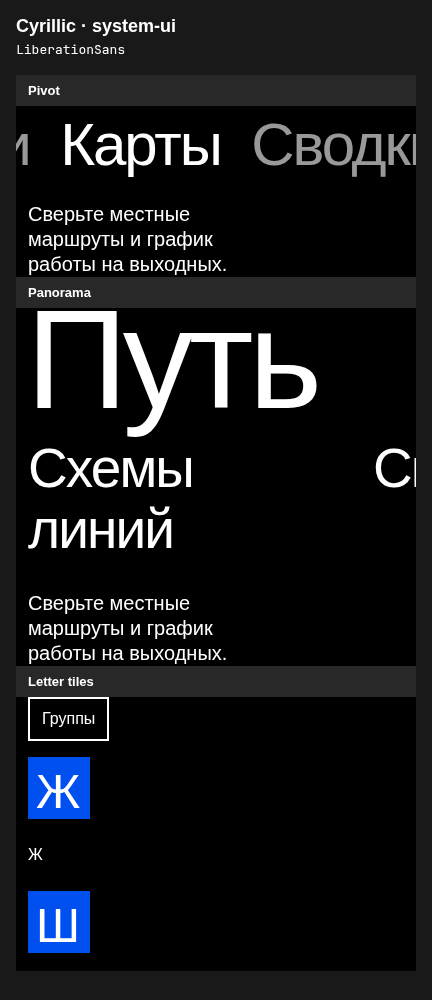 Cyrillic · system-ui
LiberationSans
Pivot
Карты
Panorama
Сверьте местные
маршруты и график
работы на выходных.
Путь
Схемы
линий
Сверьте местные
маршруты и график
работы на выходных.
Letter tiles
Группы
Ж
Ж
Ш